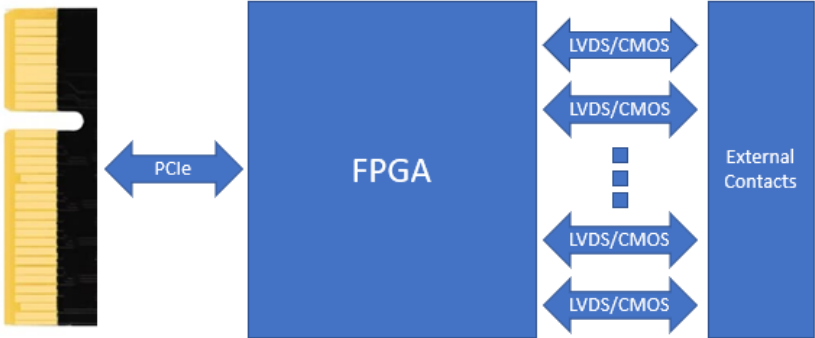 LVDS/CMOS
LVDS/CMOS
PCIe
FPGA
External
Contacts
LVDS/CMOS
LVDS/CMOS